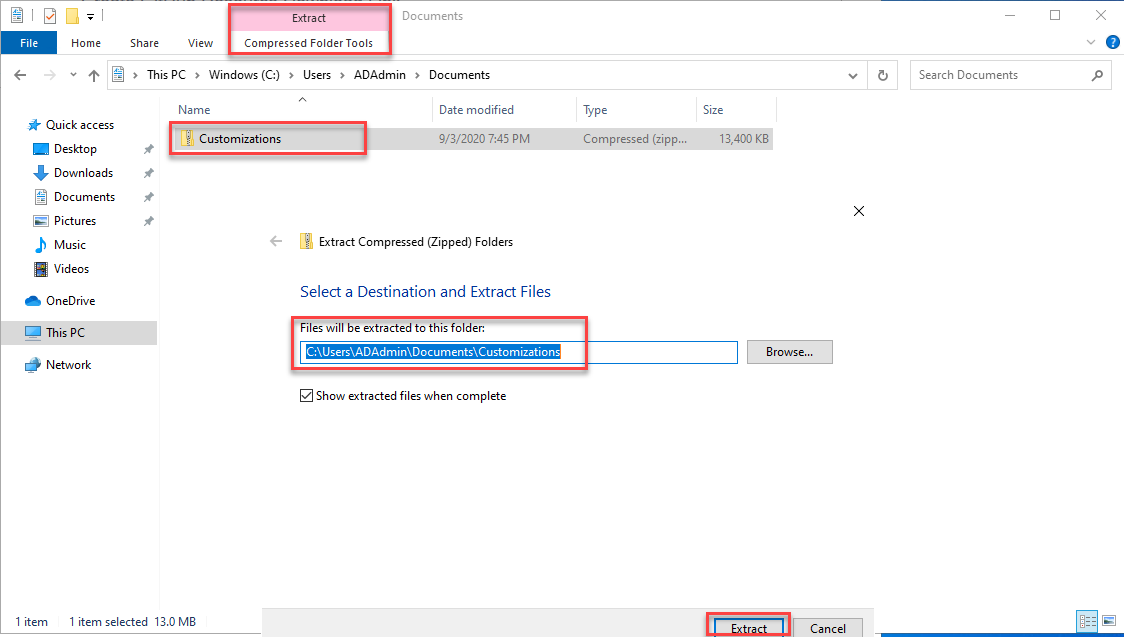 Extract
Documents
File Home Share View Compressed Folder Tools
This PC Windows (C:) Users ADAdmin Documents
Search Documents
Name Date modified Type Size
Customizations 9/3/2020 7:45 PM Compressed (zipp... 13,400 KB
Quick access
Desktop
Downloads
Documents
Pictures
Music
Videos
OneDrive
This PC
Network
Extract Compressed (Zipped) Folders
Select a Destination and Extract Files
Files will be extracted to this folder:
C:\Users\ADAdmin\Documents\Customizations
Browse...
Show extracted files when complete
Extract Cancel
1 item 1 item selected 13.0 MB